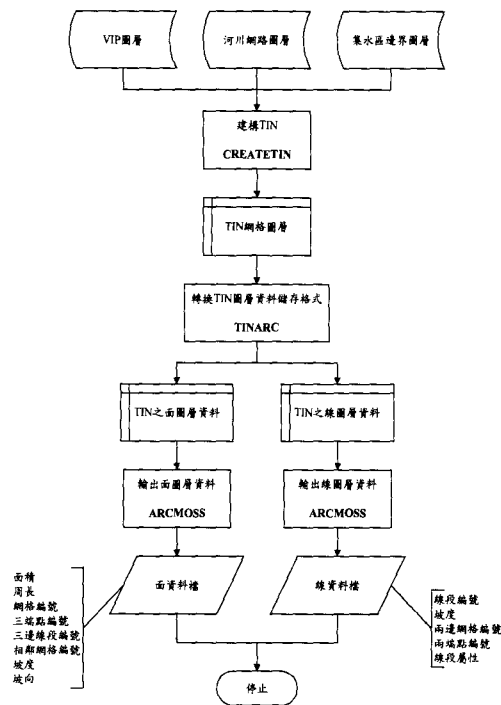 VIP圖層
河川網路圖層
集水區邊界圖層
建構TIN
CREATETIN
TIN網格圖層
轉換TIN圖層資料儲存格式
TINARC
TIN之面圖層資料
TIN之線圖層資料
輸出面圖層資料
ARCMOSS
輸出線圖層資料
ARCMOSS
面資料檔
線資料檔
面積
周長
網格編號
三端點編號
三邊線段編號
相鄰網格編號
坡度
坡向
線段編號
坡度
兩邊網格編號
兩端點編號
線段屬性
停止